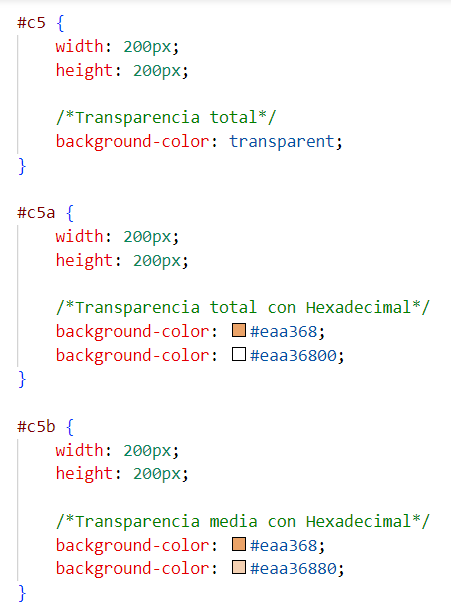 #c5 {
width: 200px;
height: 200px;
/*Transparencia total*/
background-color: transparent;
}
#c5a {
width: 200px;
height: 200px;
/*Transparencia total con Hexadecimal*/
background-color: #eaa368;
background-color: #eaa36800;
}
#c5b {
width: 200px;
height: 200px;
/*Transparencia media con Hexadecimal*/
background-color: #eaa368;
background-color: #eaa36880;
}